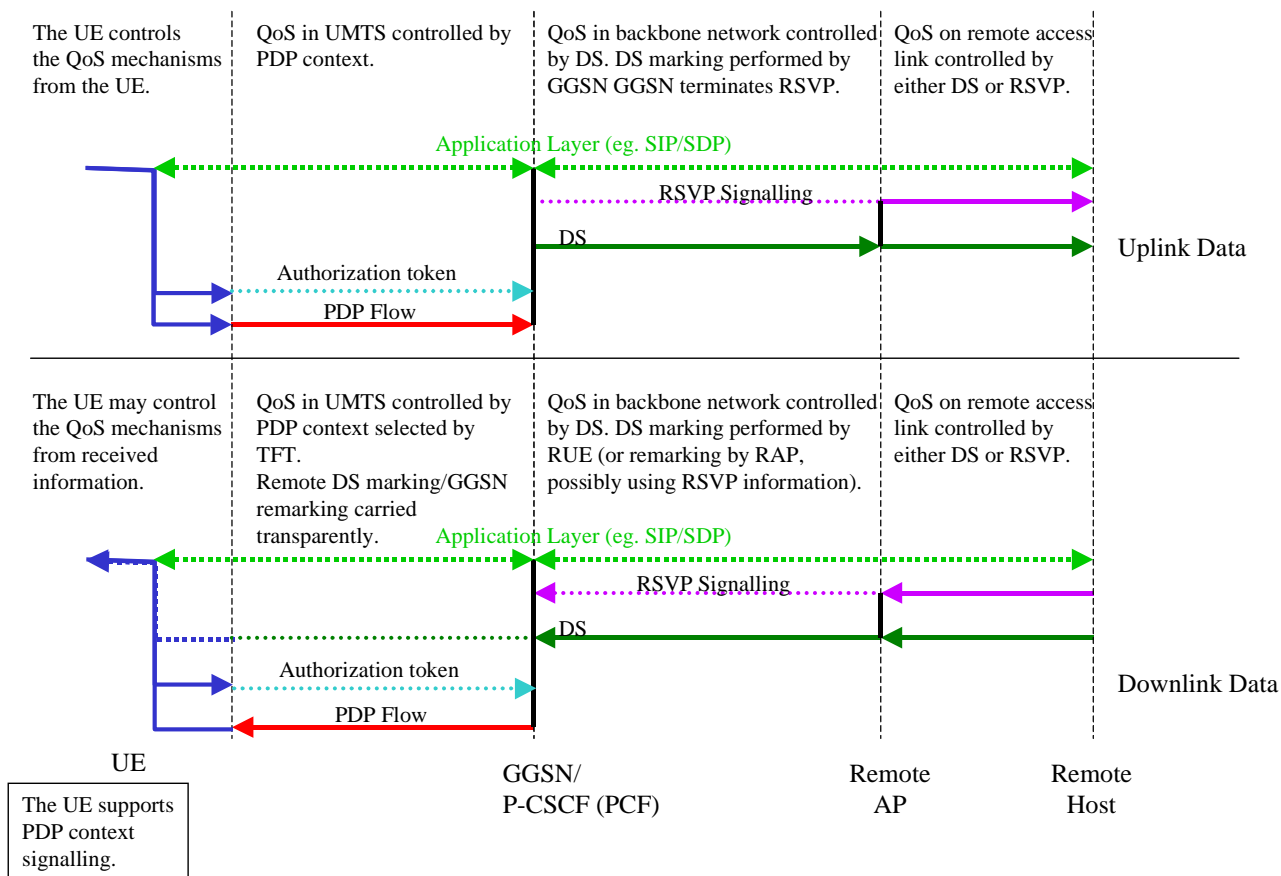 The UE controls
the QoS mechanisms
from the UE.
QoS in UMTS controlled by
PDP context.
QoS in backbone network controlled
by DS. DS marking performed by
GGSN GGSN terminates RSVP.
QoS on remote access
link controlled by
either DS or RSVP.
Application Layer (eg. SIP/SDP)
RSVP Signalling
DS
Uplink Data
Authorization token
PDP Flow
The UE may control
the QoS mechanisms
from received
information.
QoS in UMTS controlled by
PDP context selected by
TFT.
Remote DS marking/GGSN
remarking carried
transparently.
QoS in backbone network controlled
by DS. DS marking performed by
RUE (or remarking by RAP,
possibly using RSVP information).
QoS on remote access
link controlled by
either DS or RSVP.
Application Layer (eg. SIP/SDP)
RSVP Signalling
DS
Authorization token
Downlink Data
PDP Flow
UE
GGSN/
P-CSCF (PCF)
Remote
AP
Remote
Host
The UE supports
PDP context
signalling.